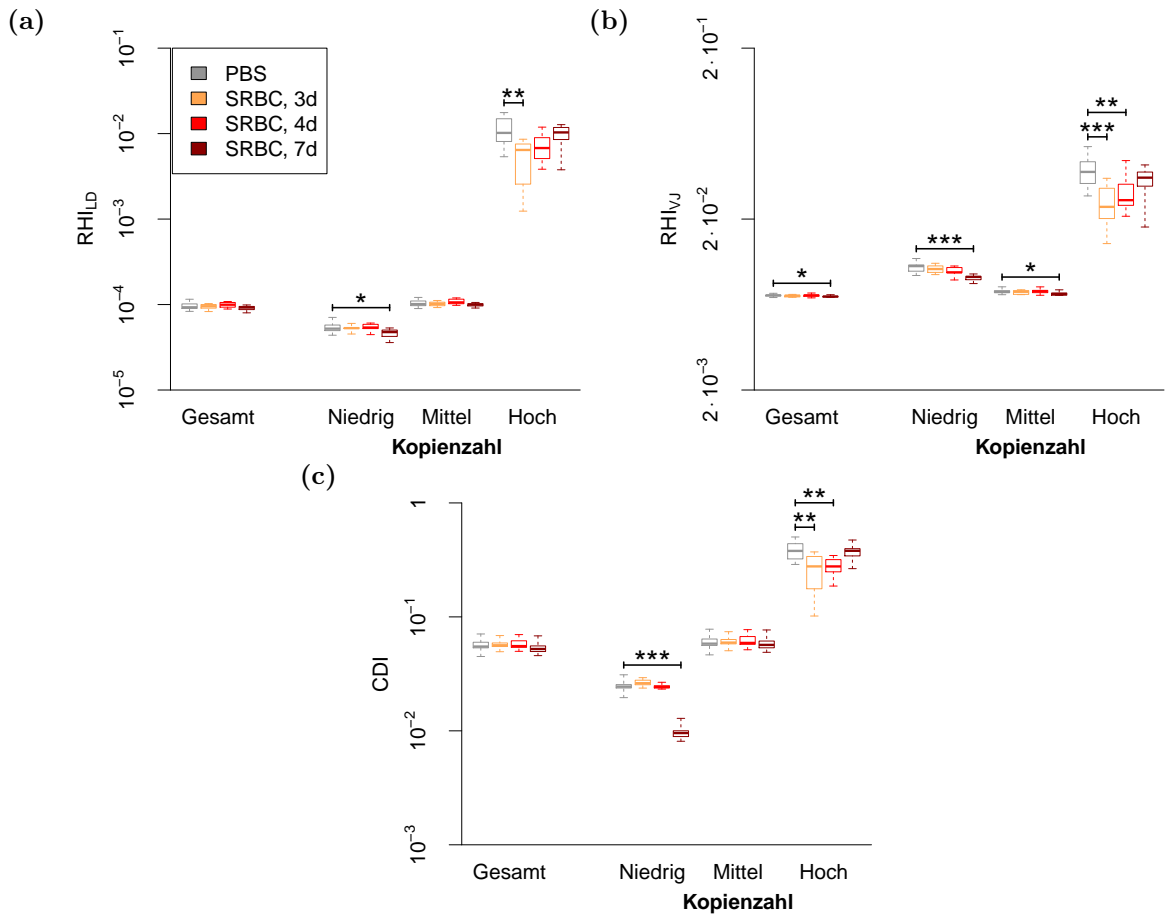 (a)
RHI_LD
10^-1
10^-2
10^-3
10^-4
10^-5
PBS
SRBC, 3d
SRBC, 4d
SRBC, 7d
**
*
Gesamt Niedrig Mittel Hoch
Kopienzahl
(b)
RHI_VJ
2·10^-1
2·10^-2
2·10^-3
**
***
***
*
*
Gesamt Niedrig Mittel Hoch
Kopienzahl
(c)
CDI
1
10^-1
10^-2
10^-3
**
**
***
Gesamt Niedrig Mittel Hoch
Kopienzahl